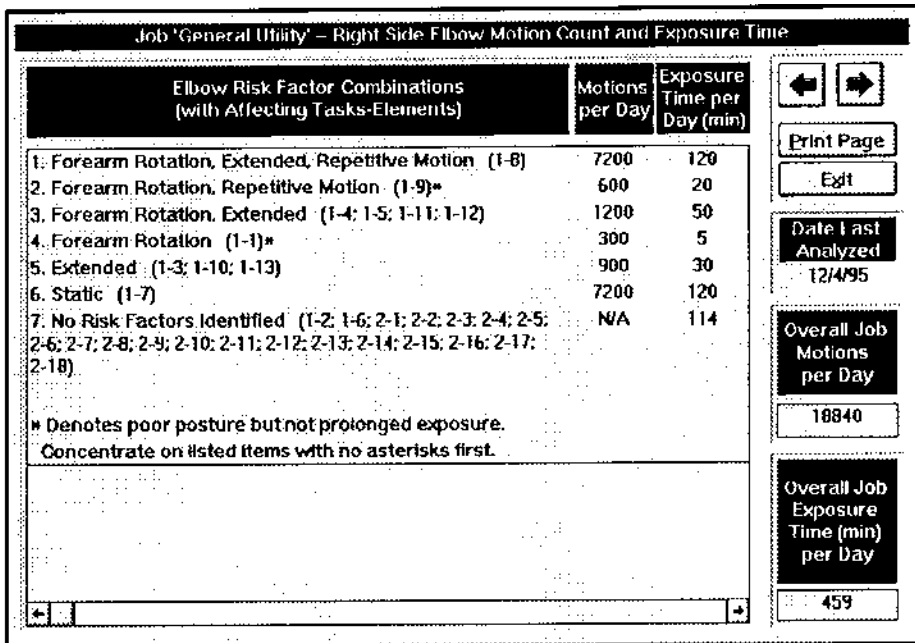 Job 'General Utility' – Right Side Elbow Motion Count and Exposure Time
Elbow Risk Factor Combinations
(with Affecting Tasks-Elements)
Motions
per Day
Exposure
Time per
Day (min)
1. Forearm Rotation, Extended, Repetitive Motion (1-8) 7200 120
2. Forearm Rotation, Repetitive Motion (1-9)* 600 20
3. Forearm Rotation, Extended (1-4; 1-5; 1-11; 1-12) 1200 50
4. Forearm Rotation (1-1)* 300 5
5. Extended (1-3; 1-10; 1-13) 900 30
6. Static (1-7) 7200 120
7. No Risk Factors Identified (1-2; 1-6; 2-1; 2-2; 2-3; 2-4; 2-5; N/A 114
2-6; 2-7; 2-8; 2-9; 2-10; 2-11; 2-12; 2-13; 2-14; 2-15; 2-16; 2-17;
2-18)
* Denotes poor posture but not prolonged exposure.
Concentrate on listed items with no asterisks first.
Print Page
Exit
Date Last
Analyzed
12/4/95
Overall Job
Motions
per Day
18840
Overall Job
Exposure
Time (min)
per Day
459